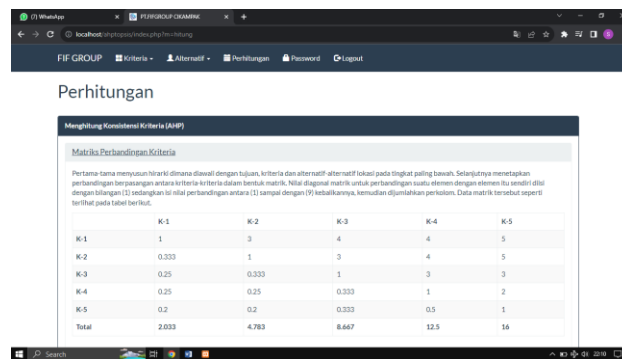 (7) WhatsApp
PT.FIFGROUP CIKAMPEK
localhost/ahptopsis/index.php?m=hitung
FIF GROUP Kriteria Alternatif Perhitungan Password Logout
Perhitungan
Menghitung Konsistensi Kriteria (AHP)
Matriks Perbandingan Kriteria
Pertama-tama menyusun hirarki dimana diawali dengan tujuan, kriteria dan alternatif-alternatif lokasi pada tingkat paling bawah. Selanjutnya menetapkan
perbandingan berpasangan antara kriteria-kriteria dalam bentuk matrik. Nilai diagonal matrik untuk perbandingan suatu elemen dengan elemen itu sendiri diisi
dengan bilangan (1) sedangkan isi nilai perbandingan antara (1) sampai dengan (9) kebalikannya, kemudian dijumlahkan perkolom. Data matrik tersebut seperti
terlihat pada tabel berikut.
K-1 K-2 K-3 K-4 K-5
K-1 1 3 4 4 5
K-2 0.333 1 3 4 5
K-3 0.25 0.333 1 3 3
K-4 0.25 0.25 0.333 1 2
K-5 0.2 0.2 0.333 0.5 1
Total 2.033 4.783 8.667 12.5 16
Search
22:10